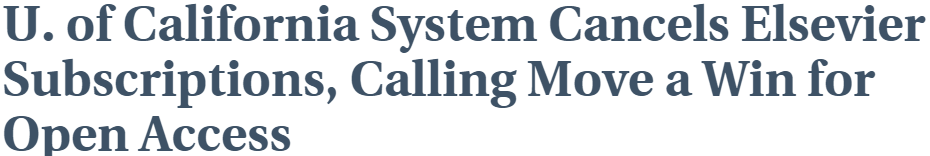 U. of California System Cancels Elsevier
Subscriptions, Calling Move a Win for
Open Access